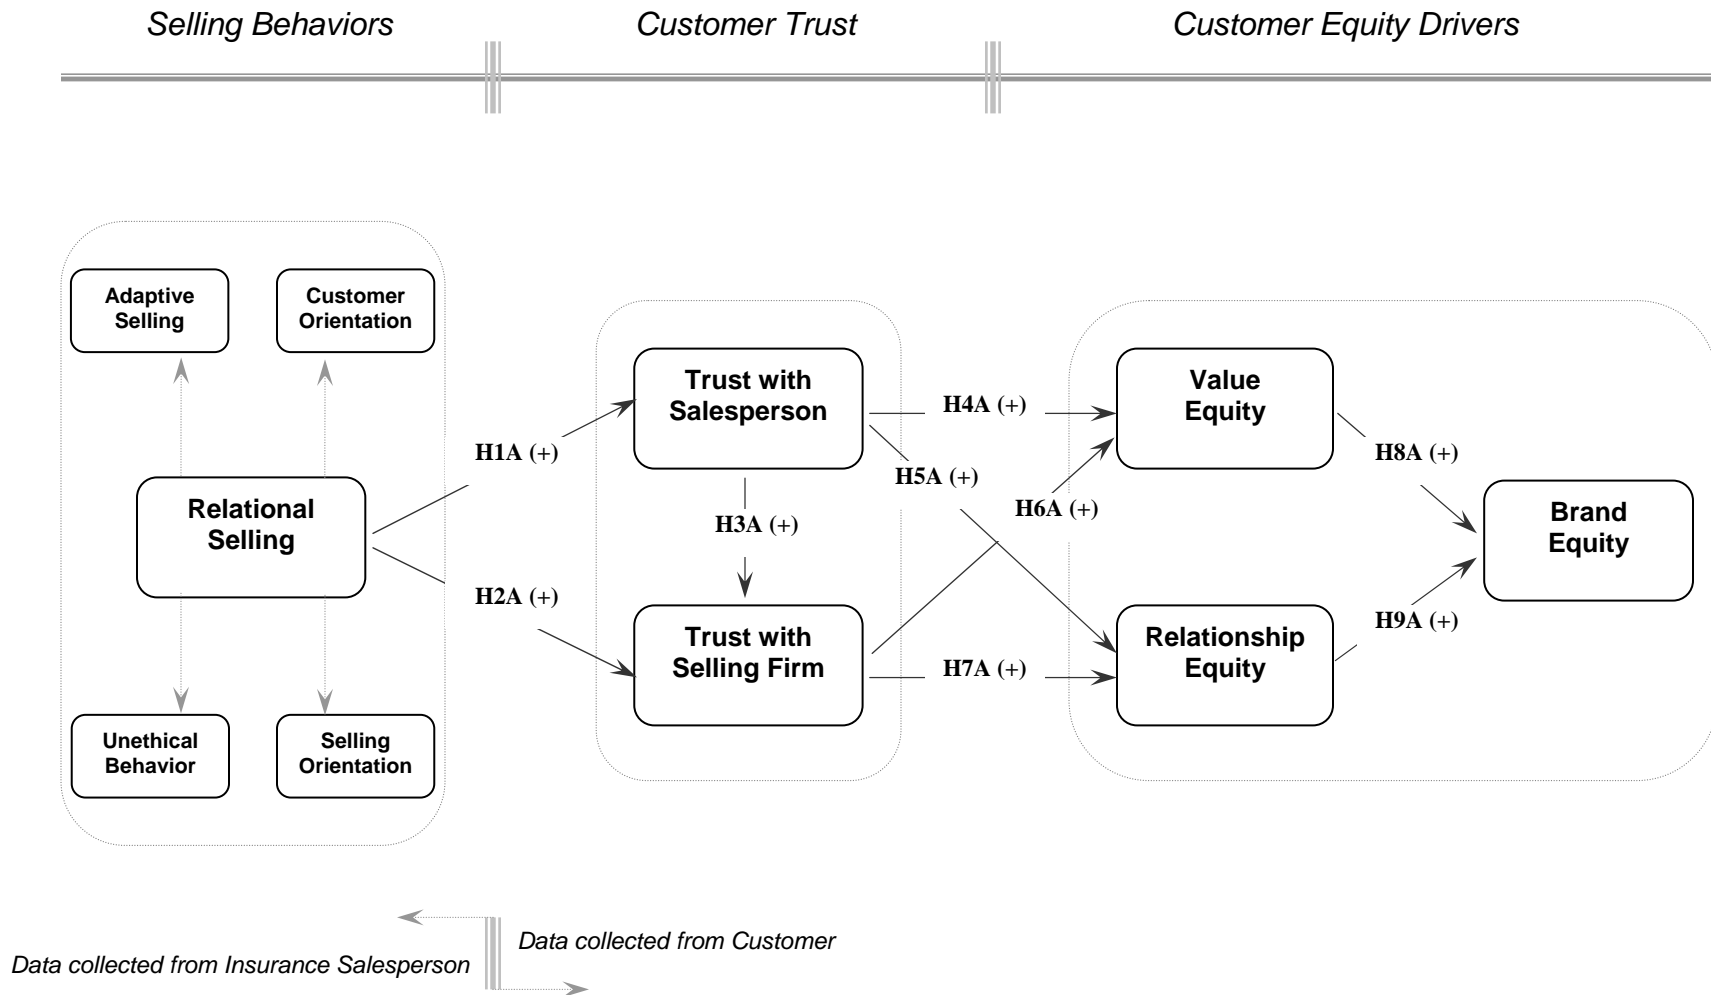 Selling Behaviors
Customer Trust
Customer Equity Drivers
Adaptive
Selling
Customer
Orientation
Relational
Selling
Unethical
Behavior
Selling
Orientation
H1A (+)
H2A (+)
Trust with
Salesperson
H3A (+)
Trust with
Selling Firm
H4A (+)
H5A (+)
H6A (+)
H7A (+)
Value
Equity
Relationship
Equity
H8A (+)
H9A (+)
Brand
Equity
Data collected from Customer
Data collected from Insurance Salesperson